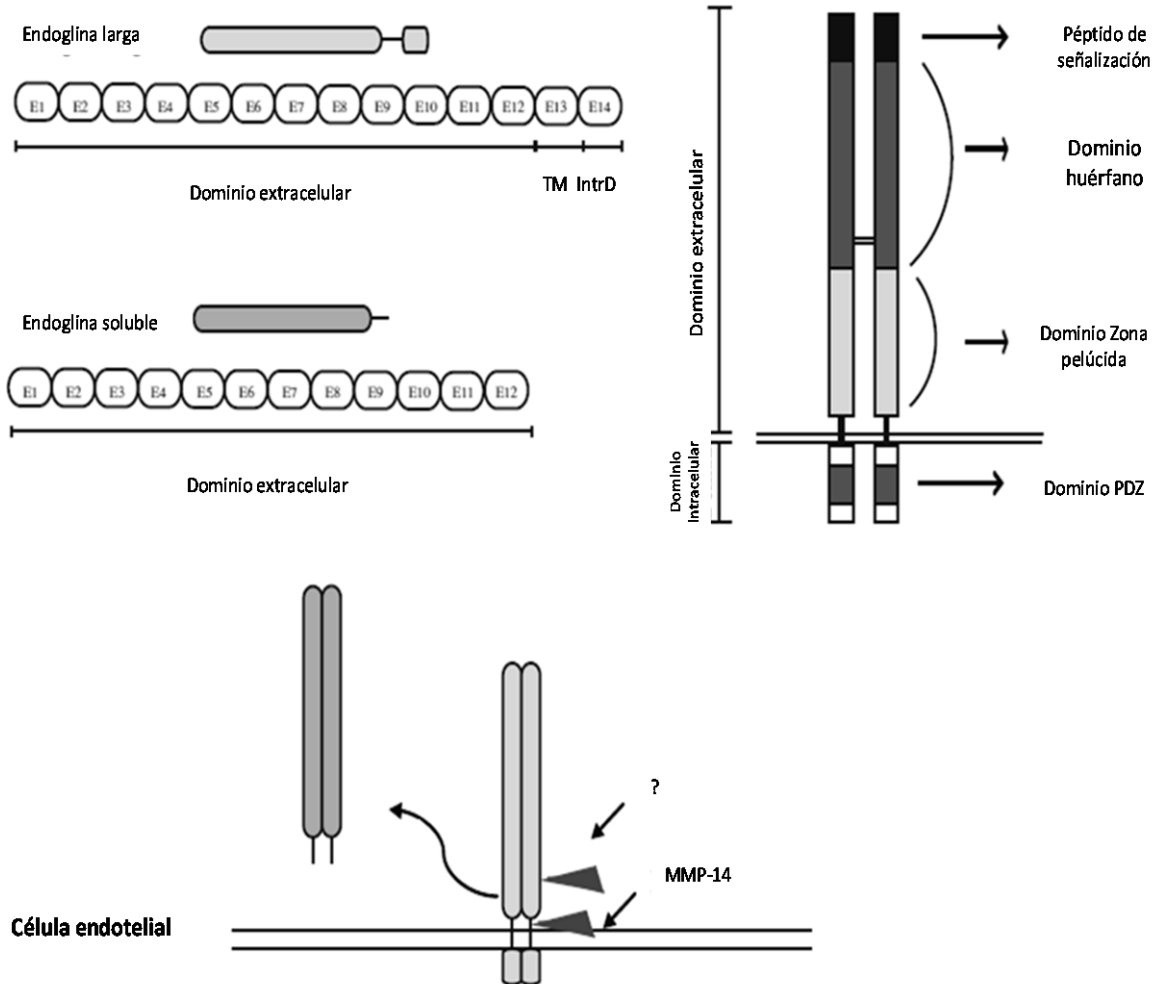 Endoglina larga
E1 E2 E3 E4 E5 E6 E7 E8 E9 E10 E11 E12 E13 E14
Dominio extracelular
TM IntrD
Endoglina soluble
E1 E2 E3 E4 E5 E6 E7 E8 E9 E10 E11 E12
Dominio extracelular
Dominio extracelular
Dominio
Intracelular
Péptido de
señalización
Dominio
huérfano
Dominio Zona
pelúcida
Dominio PDZ
?
MMP-14
Célula endotelial